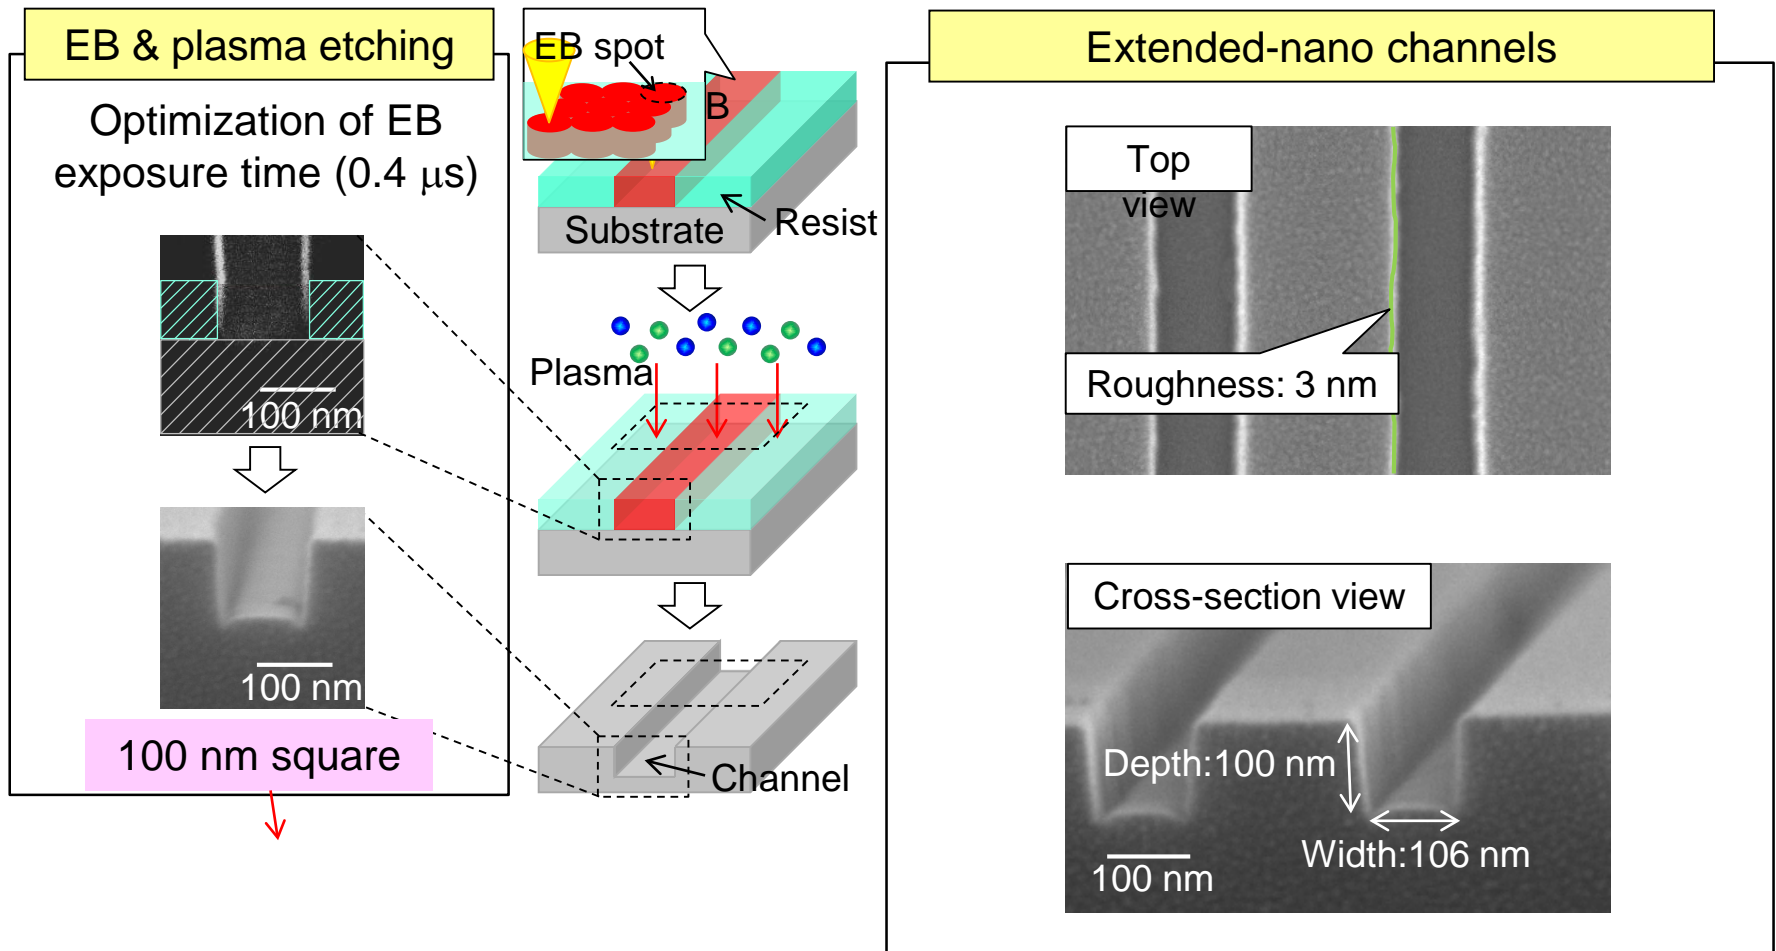 EB & plasma etching
Optimization of EB
exposure time (0.4 μs)
100 nm
100 nm
100 nm square
EB spot
B
Resist
Substrate
Plasma
Channel
Extended-nano channels
Top
view
Roughness: 3 nm
Cross-section view
Depth:100 nm
Width:106 nm
100 nm